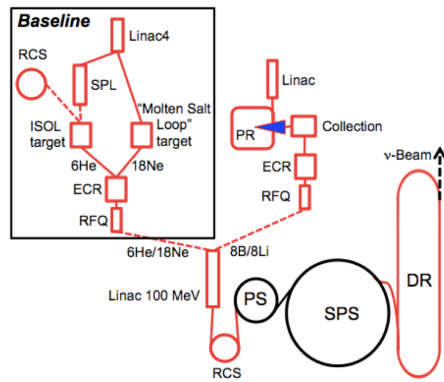 Baseline
Linac4
RCS
SPL
"Molten Salt
Loop"
target
ISOL
target
6He
18Ne
ECR
RFQ
Linac
PR
Collection
ECR
RFQ
ν-Beam
6He/18Ne
8B/8Li
Linac 100 MeV
PS
SPS
DR
RCS